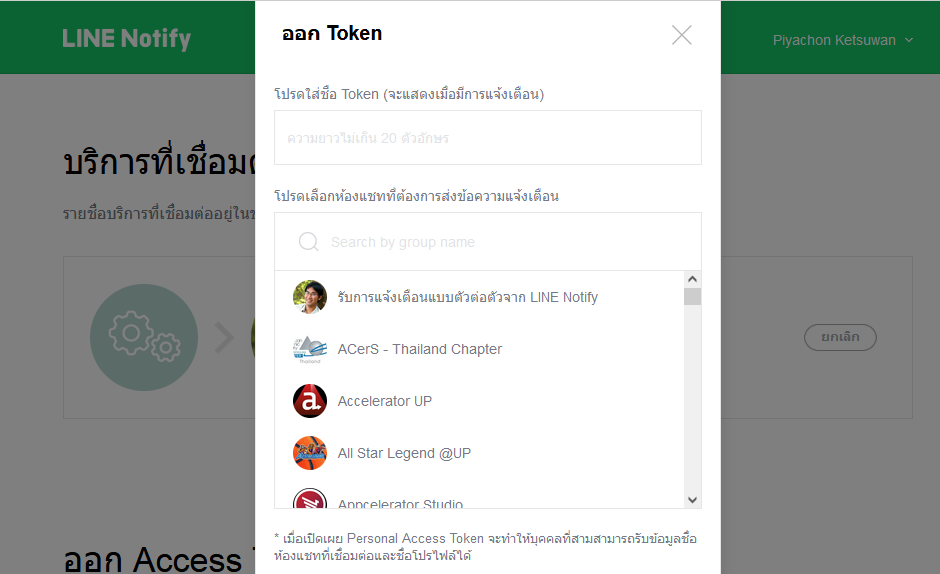 LINE Notify
ออก Token
Piyachon Ketsuwan
โปรดใส่ชื่อ Token (จะแสดงเมื่อมีการแจ้งเตือน)
ความยาวไม่เกิน 20 ตัวอักษร
บริการที่เชื่อมต
รายชื่อบริการที่เชื่อมต่ออยู่ใน
โปรดเลือกห้องแชทที่ต้องการส่งข้อความแจ้งเตือน
Search by group name
รับการแจ้งเตือนแบบตัวต่อตัวจาก LINE Notify
ยกเลิก
ACerS - Thailand Chapter
Accelerator UP
All Star Legend @UP
Appcelerator Studio
ออก Access T
* เมื่อเปิดเผย Personal Access Token จะทำให้บุคคลที่สามสามารถรับข้อมูลชื่อ
ห้องแชทที่เชื่อมต่อและชื่อโปรไฟล์ได้